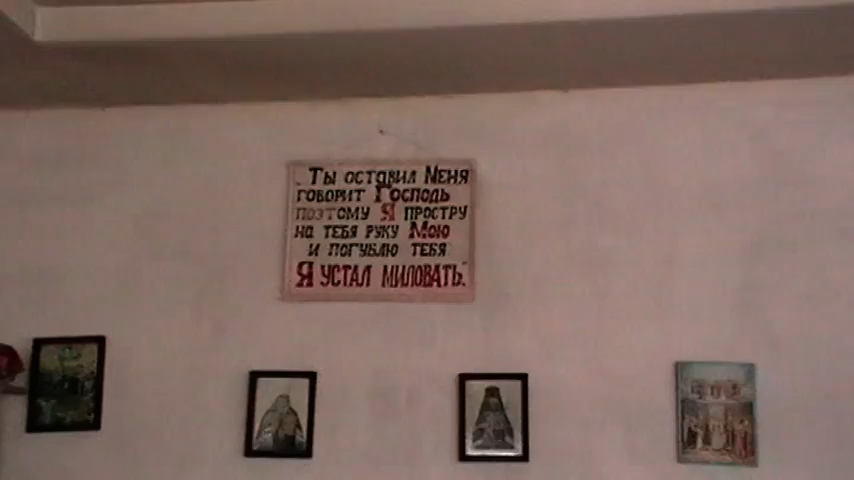 „Ты оставил Меня
говорит Господь
поэтому Я простру
на тебя руку Мою
и погублю тебя
Я устал миловать."